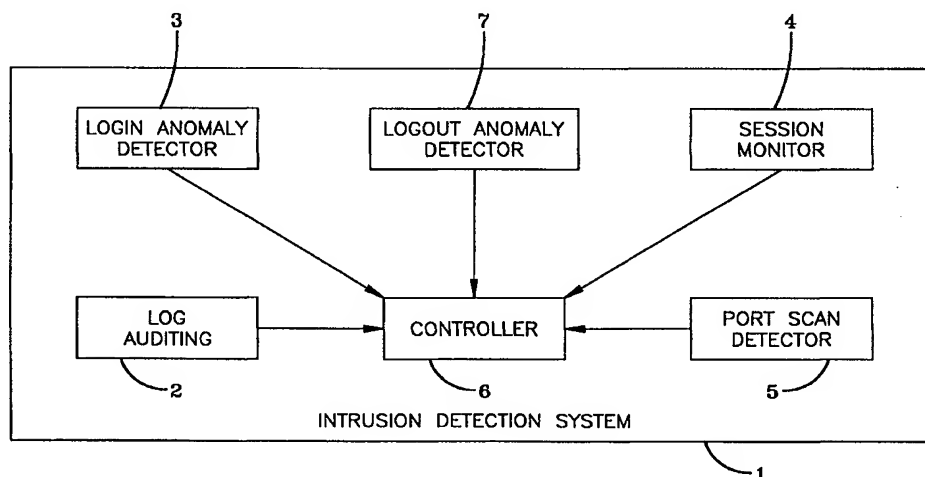 3 7 4
LOGIN ANOMALY
DETECTOR
LOGOUT ANOMALY
DETECTOR
SESSION
MONITOR
LOG
AUDITING
CONTROLLER
PORT SCAN
DETECTOR
2 6 5
INTRUSION DETECTION SYSTEM
1